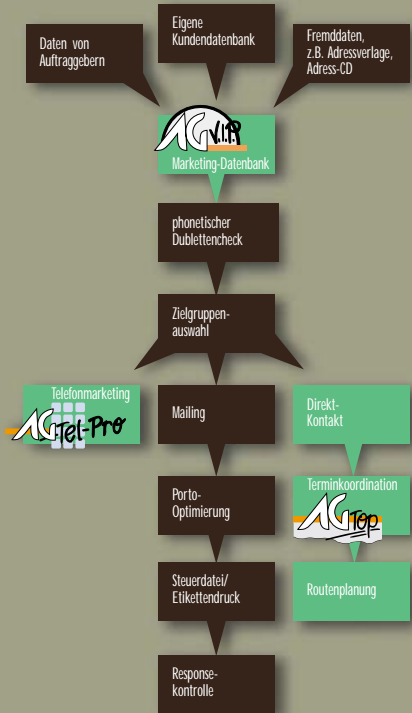 Daten von
Auftraggebern
Eigene
Kundendatenbank
Fremddaten,
z.B. Adressverlage,
Adress-CD
AG V.I.P
Marketing-Datenbank
phonetischer
Dublettencheck
Zielgruppen-
auswahl
Telefonmarketing
AG Tel-Pro
Mailing
Direkt-
Kontakt
Porto-
Optimierung
Terminkoordination
AG Top
Steuerdatei/
Etikettendruck
Routenplanung
Response-
kontrolle